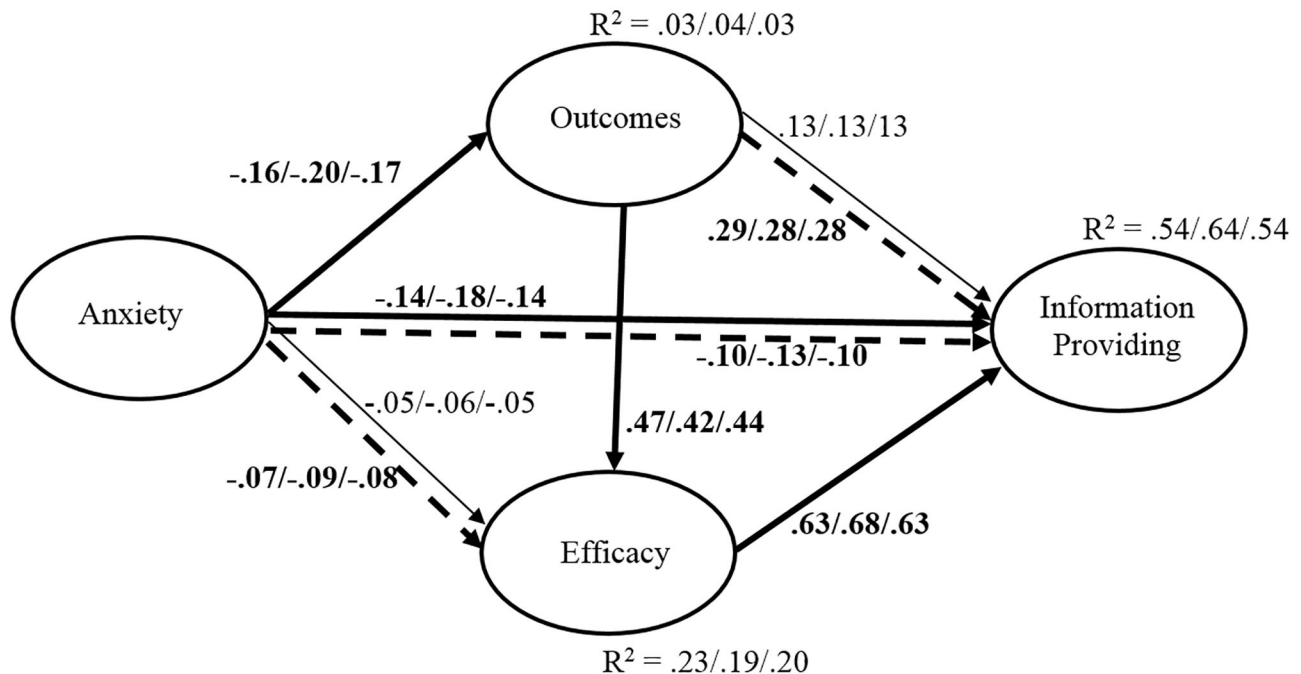 R² = .03/.04/.03
Outcomes
.13/.13/13
-.16/-.20/-.17
.29/.28/.28
R² = .54/.64/.54
Anxiety
-.14/-.18/-.14
Information
Providing
-.10/-.13/-.10
-.05/-.06/-.05
.47/.42/.44
-.07/-.09/-.08
.63/.68/.63
Efficacy
R² = .23/.19/.20